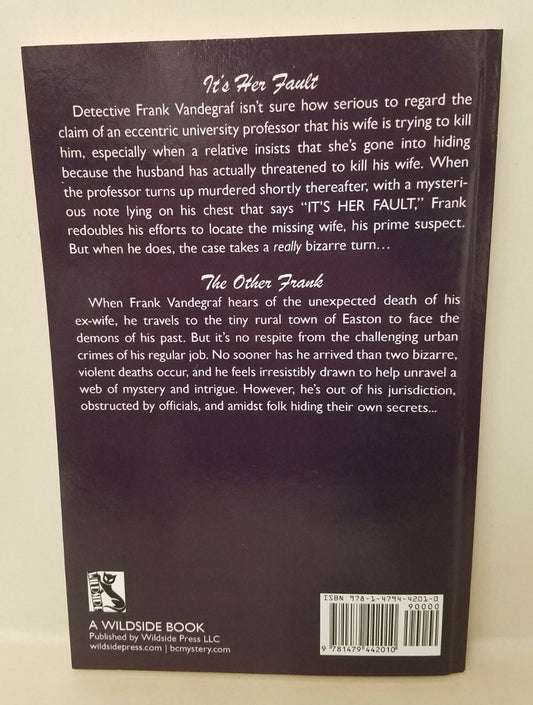 It's Her Fault
Detective Frank Vandegraf isn't sure how serious to regard the
claim of an eccentric university professor that his wife is trying to kill
him, especially when a relative insists that she's gone into hiding
because the husband has actually threatened to kill his wife. When
the professor turns up murdered shortly thereafter, with a mysteri-
ous note lying on his chest that says “IT'S HER FAULT,” Frank
redoubles his efforts to locate the missing wife, his prime suspect.
But when he does, the case takes a really bizarre turn…
The Other Frank
When Frank Vandegraf hears of the unexpected death of his
ex-wife, he travels to the tiny rural town of Easton to face the
demons of his past. But it's no respite from the challenging urban
crimes of his regular job. No sooner has he arrived than two bizarre,
violent deaths occur, and he feels irresistibly drawn to help unravel a
web of mystery and intrigue. However, he's out of his jurisdiction,
obstructed by officials, and amidst folk hiding their own secrets...
WILDSIDE
A WILDSIDE BOOK
Published by Wildside Press LLC
wildsidepress.com | bcmystery.com
ISBN 978-1-4794-4201-0
90000
9 781479 442010